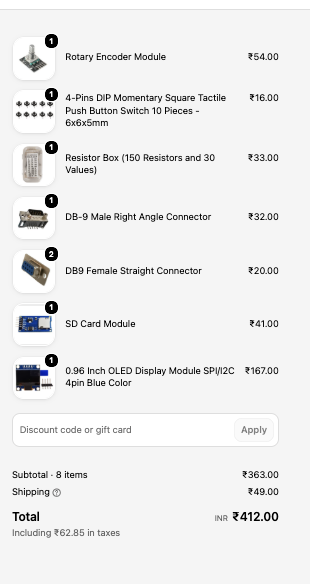 1
Rotary Encoder Module ₹54.00
1
4-Pins DIP Momentary Square Tactile ₹16.00
Push Button Switch 10 Pieces -
6x6x5mm
1
Resistor Box (150 Resistors and 30 ₹33.00
Values)
1
DB-9 Male Right Angle Connector ₹32.00
2
DB9 Female Straight Connector ₹20.00
1
SD Card Module ₹41.00
1
0.96 Inch OLED Display Module SPI/I2C ₹167.00
4pin Blue Color
Discount code or gift card Apply
Subtotal · 8 items ₹363.00
Shipping ? ₹49.00
Total INR ₹412.00
Including ₹62.85 in taxes